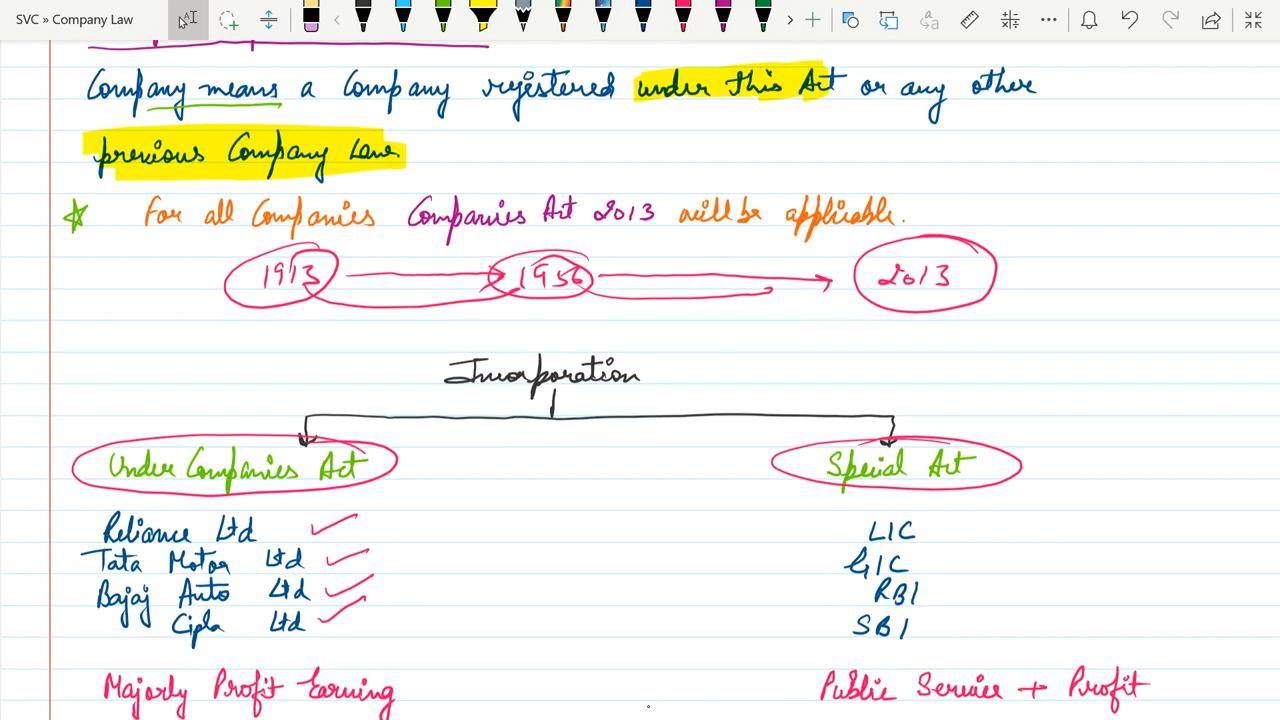 SVC » Company Law
Company means a Company registered under this Act or any other
previous Company Law.
For all Companies Companies Act 2013 will be applicable.
1913 1956 2013
Incorporation
Under Companies Act Special Act
Reliance Ltd LIC
Tata Motor Ltd GIC
Bajaj Auto Ltd RBI
Cipla Ltd SBI
Majorly Profit Earning Public Service + Profit